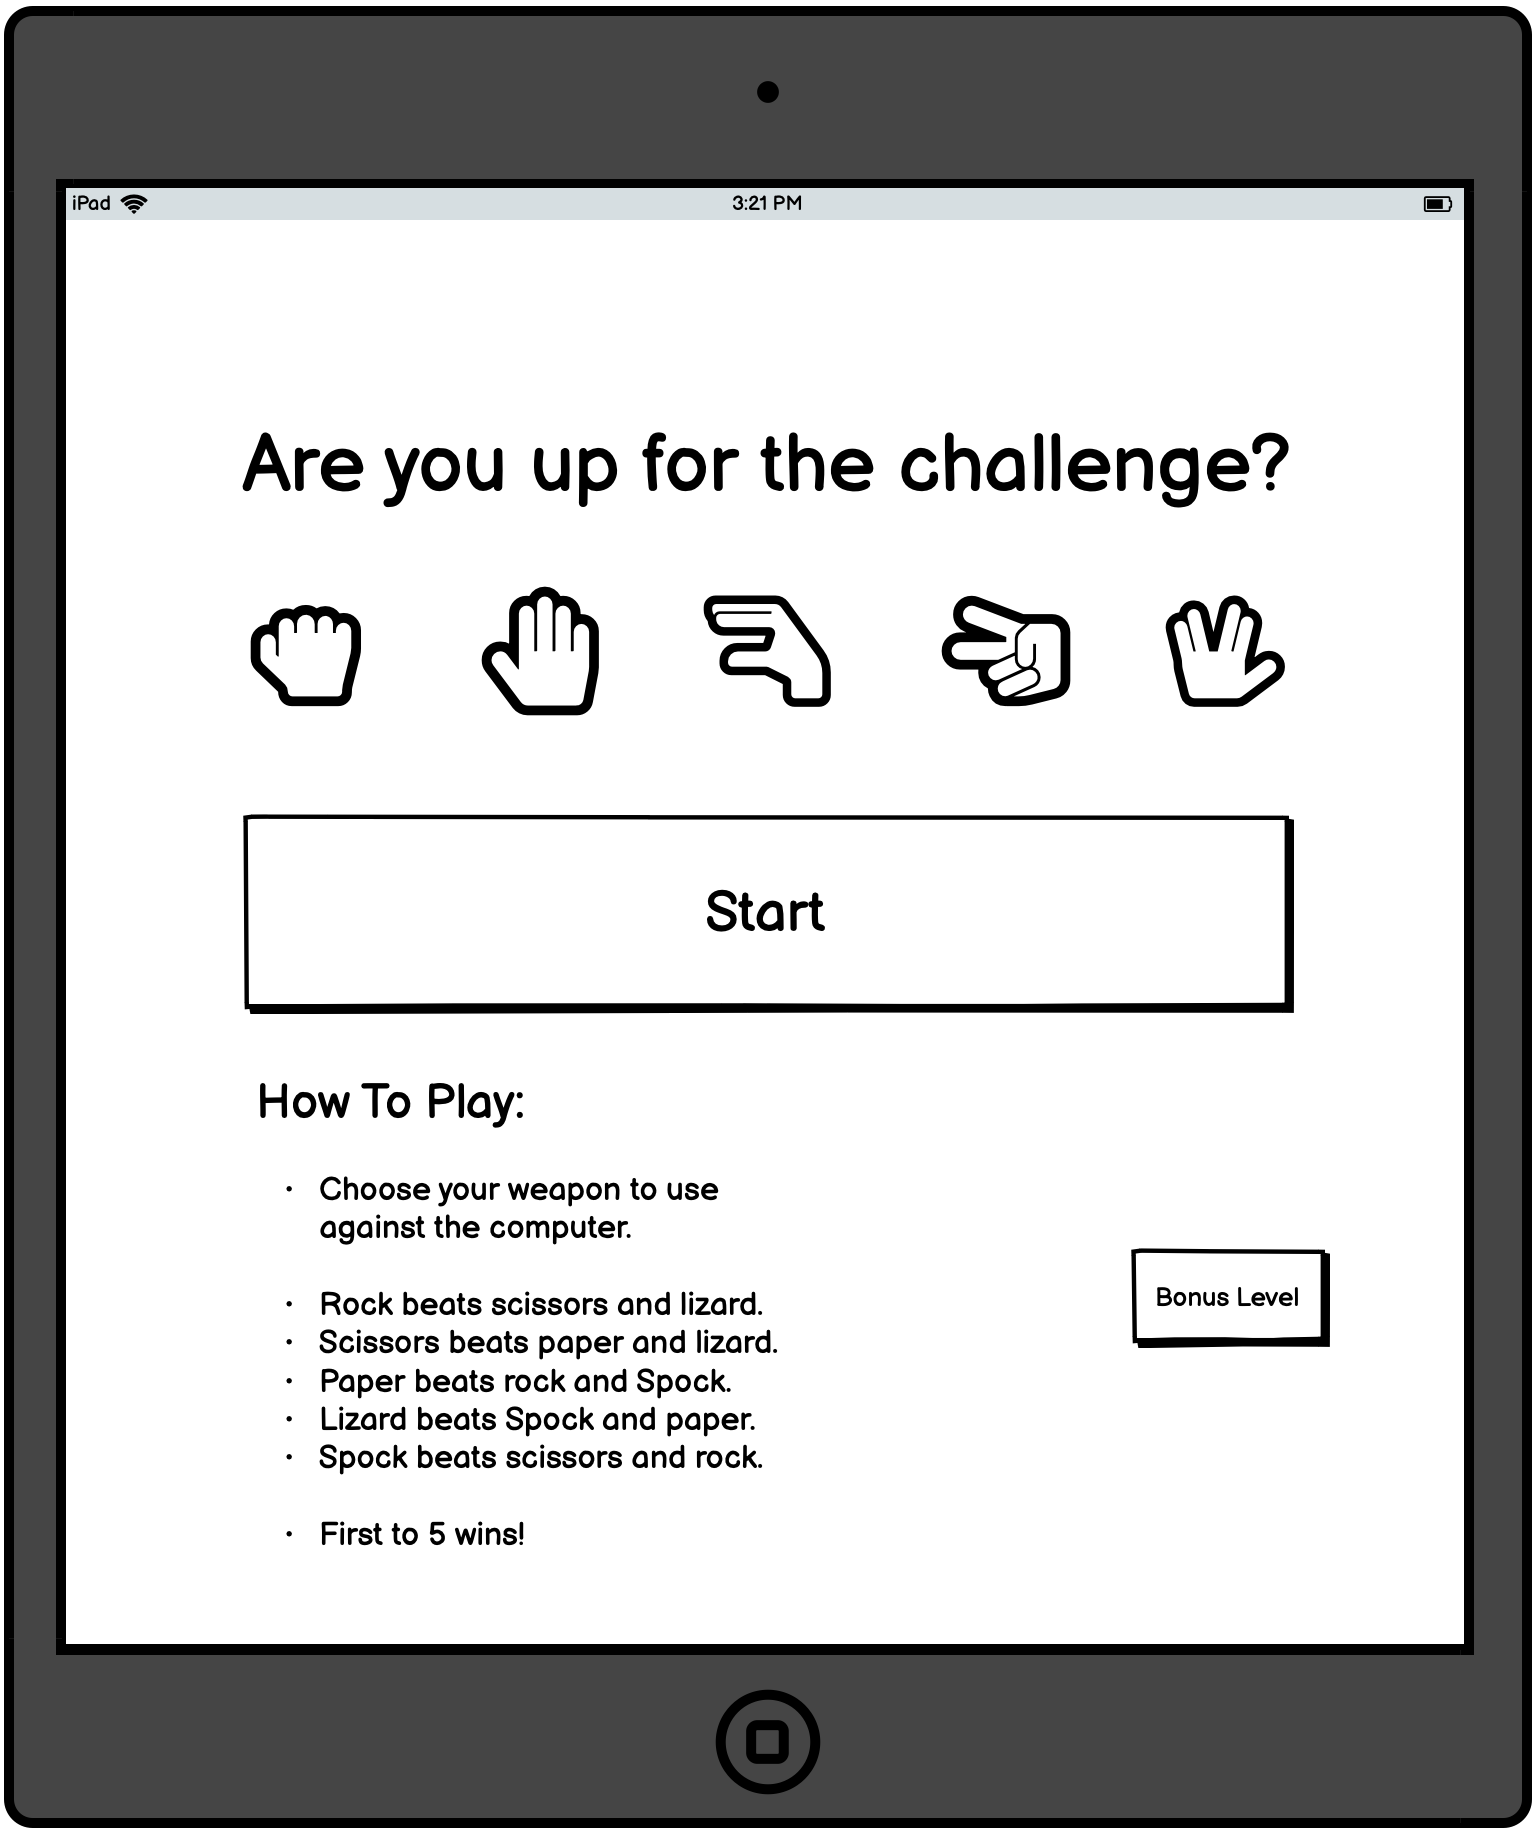 iPad 3:21 PM
Are you up for the challenge?
Start
How To Play:
· Choose your weapon to use
against the computer.
· Rock beats scissors and lizard.
· Scissors beats paper and lizard.
· Paper beats rock and Spock.
· Lizard beats Spock and paper.
· Spock beats scissors and rock.
· First to 5 wins!
Bonus Level